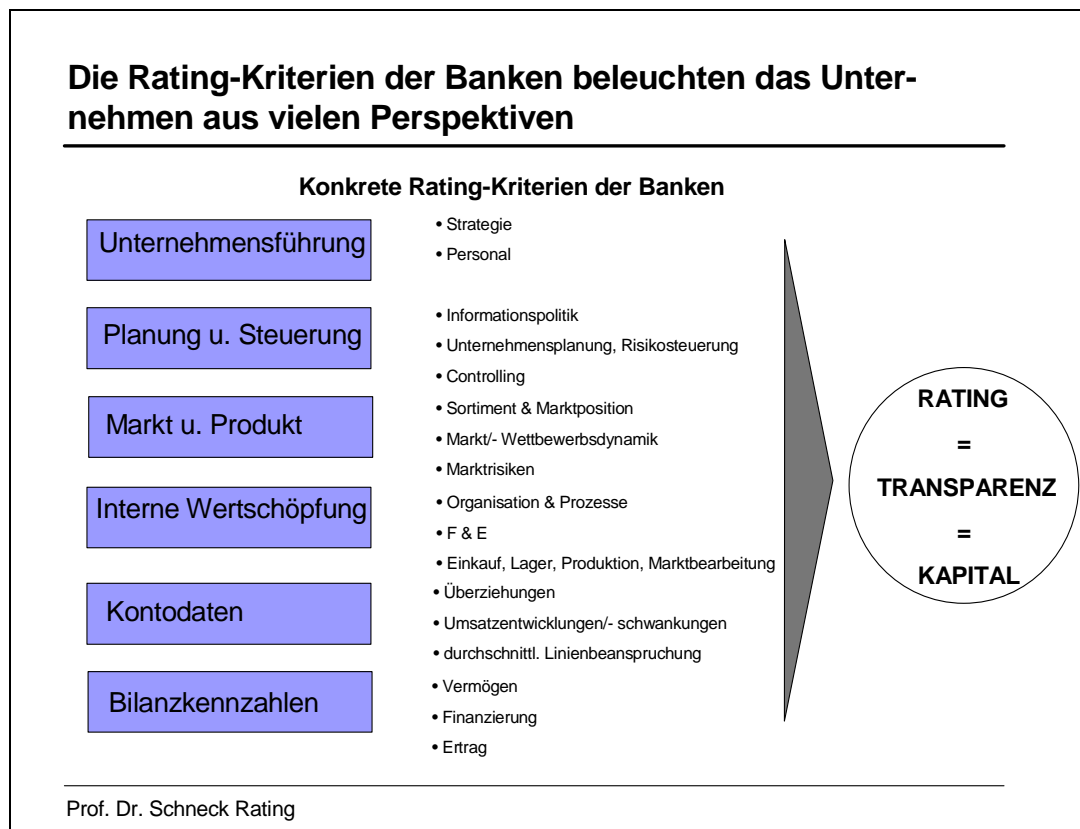 Die Rating-Kriterien der Banken beleuchten das Unter-
nehmen aus vielen Perspektiven
Konkrete Rating-Kriterien der Banken
Unternehmensführung
• Strategie
• Personal
Planung u. Steuerung
• Informationspolitik
• Unternehmensplanung, Risikosteuerung
• Controlling
Markt u. Produkt
• Sortiment & Marktposition
• Markt/- Wettbewerbsdynamik
• Marktrisiken
Interne Wertschöpfung
• Organisation & Prozesse
• F & E
• Einkauf, Lager, Produktion, Marktbearbeitung
Kontodaten
• Überziehungen
• Umsatzentwicklungen/- schwankungen
• durchschnittl. Linienbeanspruchung
Bilanzkennzahlen
• Vermögen
• Finanzierung
• Ertrag
RATING
=
TRANSPARENZ
=
KAPITAL
Prof. Dr. Schneck Rating